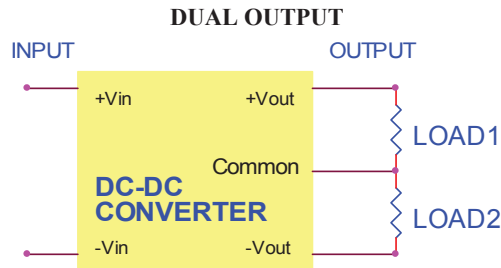 DUAL OUTPUT
INPUT
OUTPUT
+Vin
+Vout
LOAD1
Common
DC-DC
CONVERTER
LOAD2
-Vin
-Vout